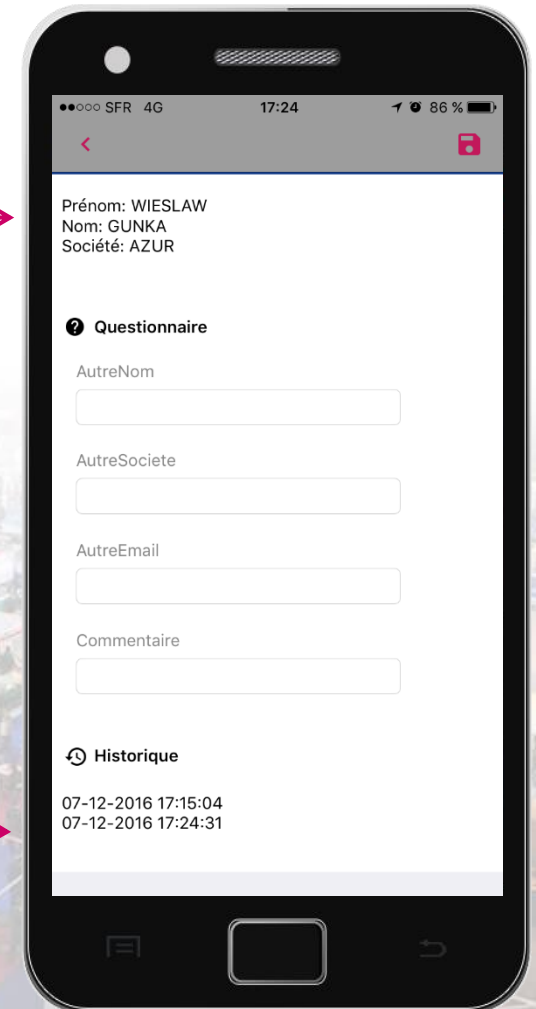 ●●○○○ SFR 4G 17:24 86 %
Prénom: WIESLAW
Nom: GUNKA
Société: AZUR
Questionnaire
AutreNom
AutreSociete
AutreEmail
Commentaire
Historique
07-12-2016 17:15:04
07-12-2016 17:24:31